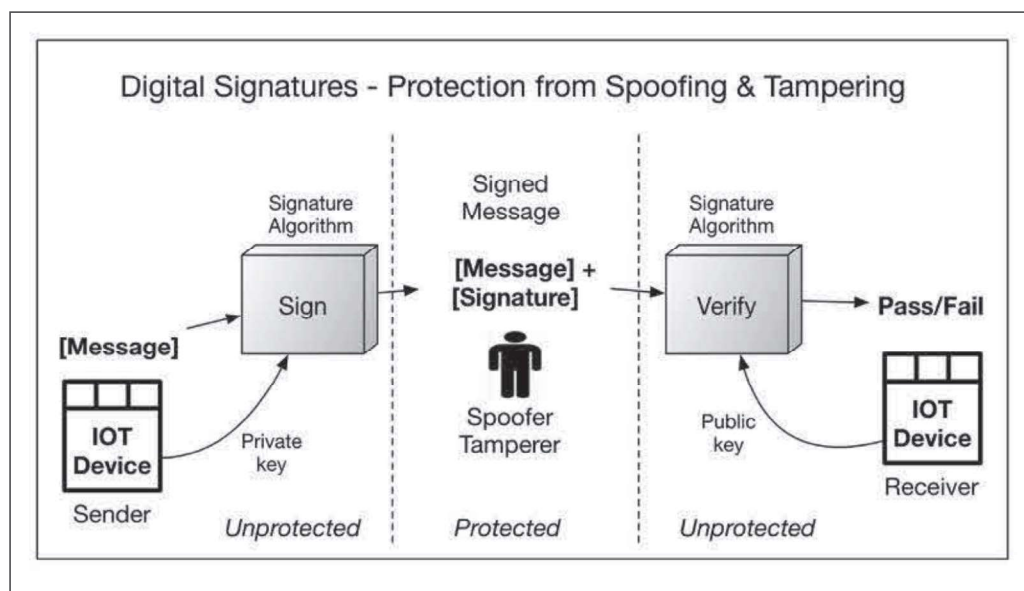 Digital Signatures - Protection from Spoofing & Tampering
Signature
Algorithm
Sign
[Message]
IOT
Device
Sender
Private
key
Unprotected
Signed
Message
[Message] +
[Signature]
Spoofer
Tamperer
Protected
Signature
Algorithm
Verify
Pass/Fail
Public
key
IOT
Device
Receiver
Unprotected